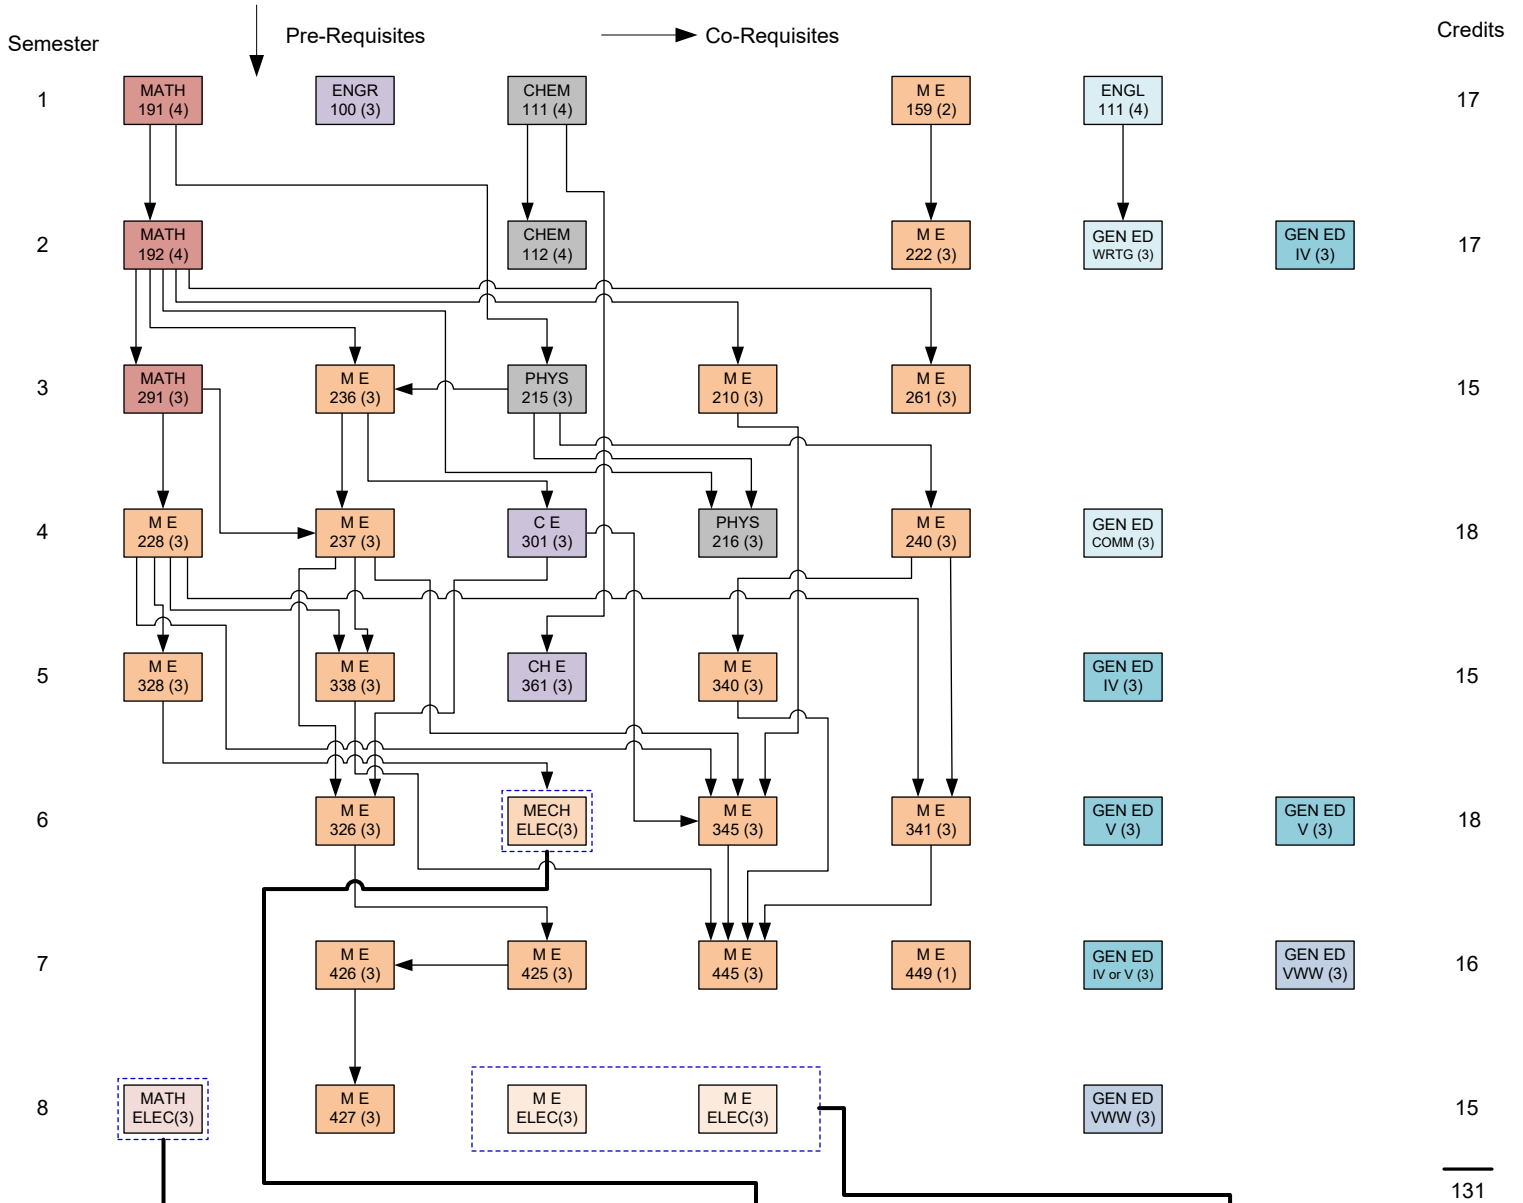 Semester
Pre-Requisites
Co-Requisites
Credits
1
MATH
191 (4)
ENGR
100 (3)
CHEM
111 (4)
M E
159 (2)
ENGL
111 (4)
17
2
MATH
192 (4)
CHEM
112 (4)
M E
222 (3)
GEN ED
WRTG (3)
GEN ED
IV (3)
17
3
MATH
291 (3)
M E
236 (3)
PHYS
215 (3)
M E
210 (3)
M E
261 (3)
15
4
M E
228 (3)
M E
237 (3)
C E
301 (3)
PHYS
216 (3)
M E
240 (3)
GEN ED
COMM (3)
18
5
M E
328 (3)
M E
338 (3)
CH E
361 (3)
M E
340 (3)
GEN ED
IV (3)
15
6
M E
326 (3)
MECH
ELEC(3)
M E
345 (3)
M E
341 (3)
GEN ED
V (3)
GEN ED
V (3)
18
7
M E
426 (3)
M E
425 (3)
M E
445 (3)
M E
449 (1)
GEN ED
IV or V (3)
GEN ED
VWW (3)
16
8
MATH
ELEC(3)
M E
427 (3)
M E
ELEC(3)
M E
ELEC(3)
GEN ED
VWW (3)
15
131